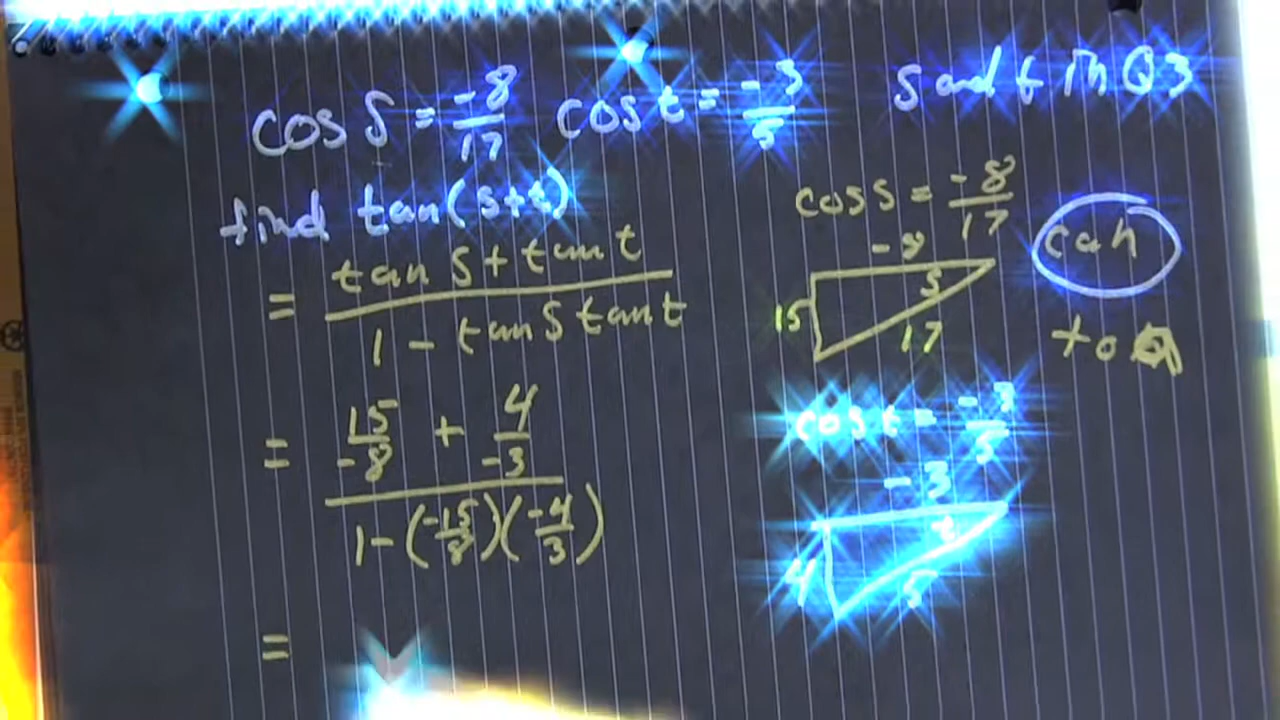 cos s = -8/17 cos t = -3/5 s and t in Q3
find tan(s+t)
= (tan s + tan t)/(1 - tan s tan t)
= (15/-8 + 4/-3)/(1-(-15/8)(-4/3))
=
cos s = -8/17
cah
-8
s
15
17
toa
cos t = -3/5
-3
t
4
5